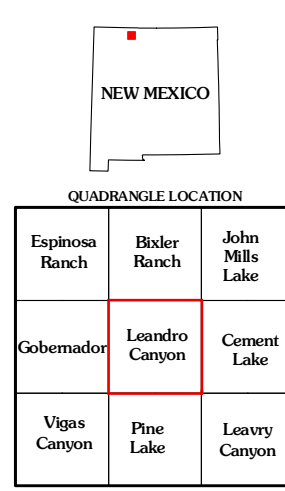 NEW MEXICO
QUADRANGLE LOCATION
Espinosa
Ranch
Bixler
Ranch
John
Mills
Lake
Gobernador
Leandro
Canyon
Cement
Lake
Vigas
Canyon
Pine
Lake
Leavry
Canyon